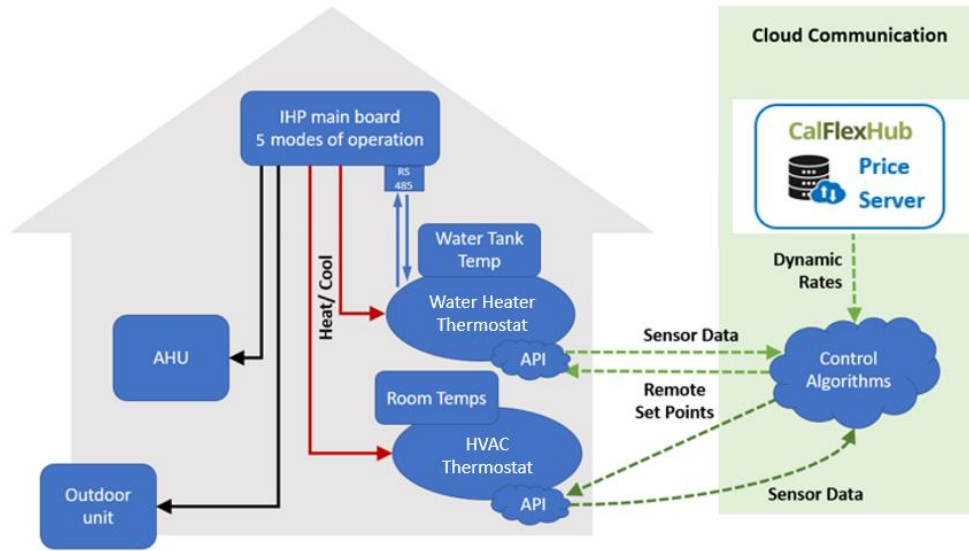 Cloud Communication
CalFlexHub
Price
Server
IHP main board
5 modes of operation
RS
485
Water Tank
Temp
Heat/ Cool
Water Heater
Thermostat
API
AHU
Room Temps
HVAC
Thermostat
API
Outdoor
unit
Dynamic
Rates
Sensor Data
Control
Algorithms
Remote
Set Points
Sensor Data